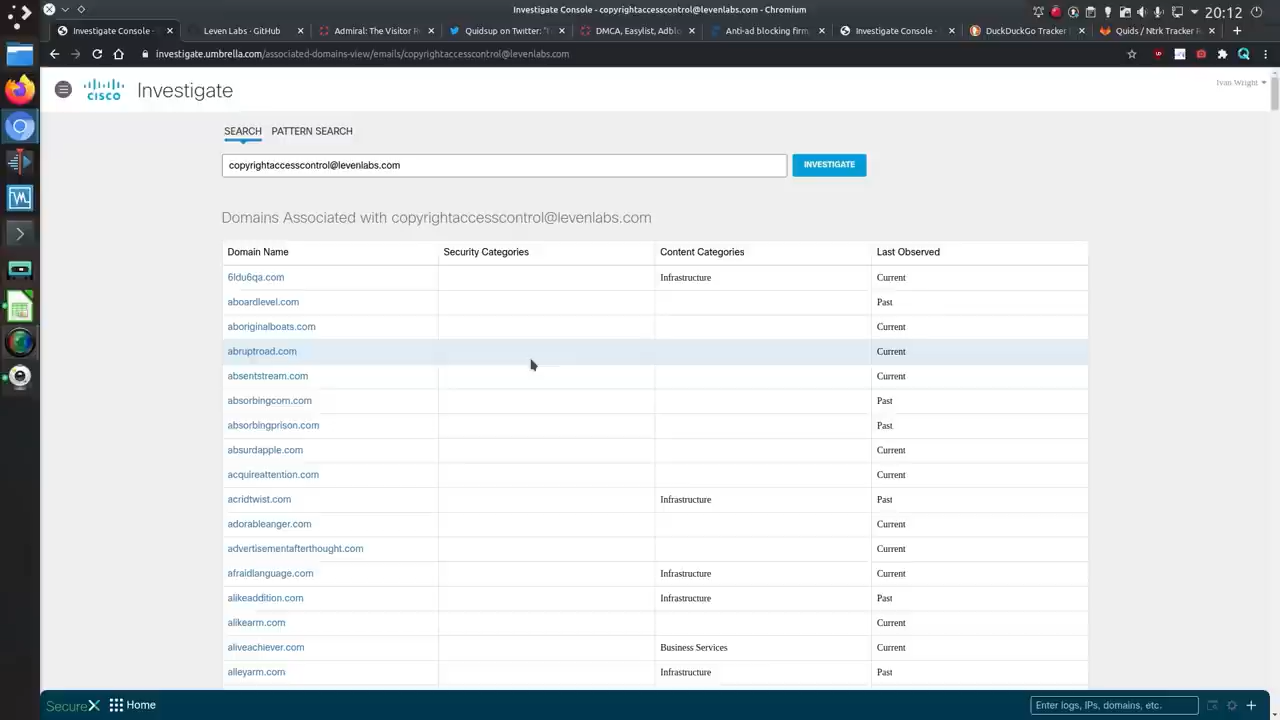 Investigate Console - copyrightaccesscontrol@levenlabs.com - Chromium
20:12
Investigate Console -
Leven Labs · GitHub
Admiral: The Visitor R
Quidsup on Twitter: "
DMCA, Easylist, Adblo
Anti-ad blocking firm
Investigate Console -
DuckDuckGo Tracker
Quids / Ntrk Tracker R
investigate.umbrella.com/associated-domains-view/emails/copyrightaccesscontrol@levenlabs.com
CISCO
Investigate
Ivan Wright
SEARCH PATTERN SEARCH
copyrightaccesscontrol@levenlabs.com
INVESTIGATE
Domains Associated with copyrightaccesscontrol@levenlabs.com
Domain Name Security Categories Content Categories Last Observed
6ldu6qa.com Infrastructure Current
aboardlevel.com Past
aboriginalboats.com Current
abruptroad.com Current
absentstream.com Current
absorbingcorn.com Past
absorbingprison.com Past
absurdapple.com Current
acquireattention.com Current
acridtwist.com Infrastructure Past
adorableanger.com Current
advertisementafterthought.com Current
afraidlanguage.com Infrastructure Current
alikeaddition.com Infrastructure Past
alikearm.com Current
aliveachiever.com Business Services Current
alleyarm.com Infrastructure Past
SecureX Home
Enter logs, IPs, domains, etc.